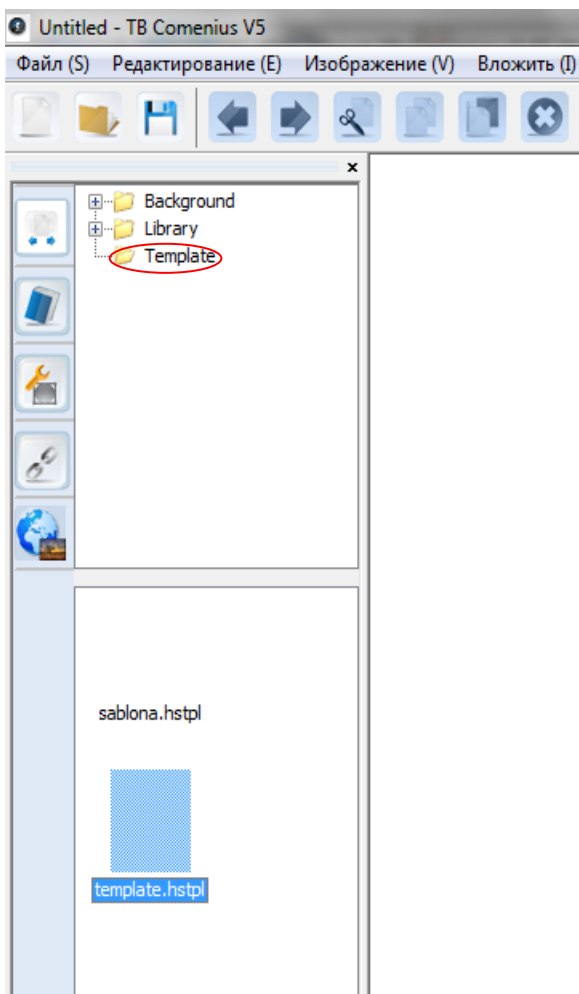 Untitled - TB Comenius V5
Файл (S) Редактирование (E) Изображение (V) Вложить (I)
x
Background
Library
Template
sablona.hstpl
template.hstpl